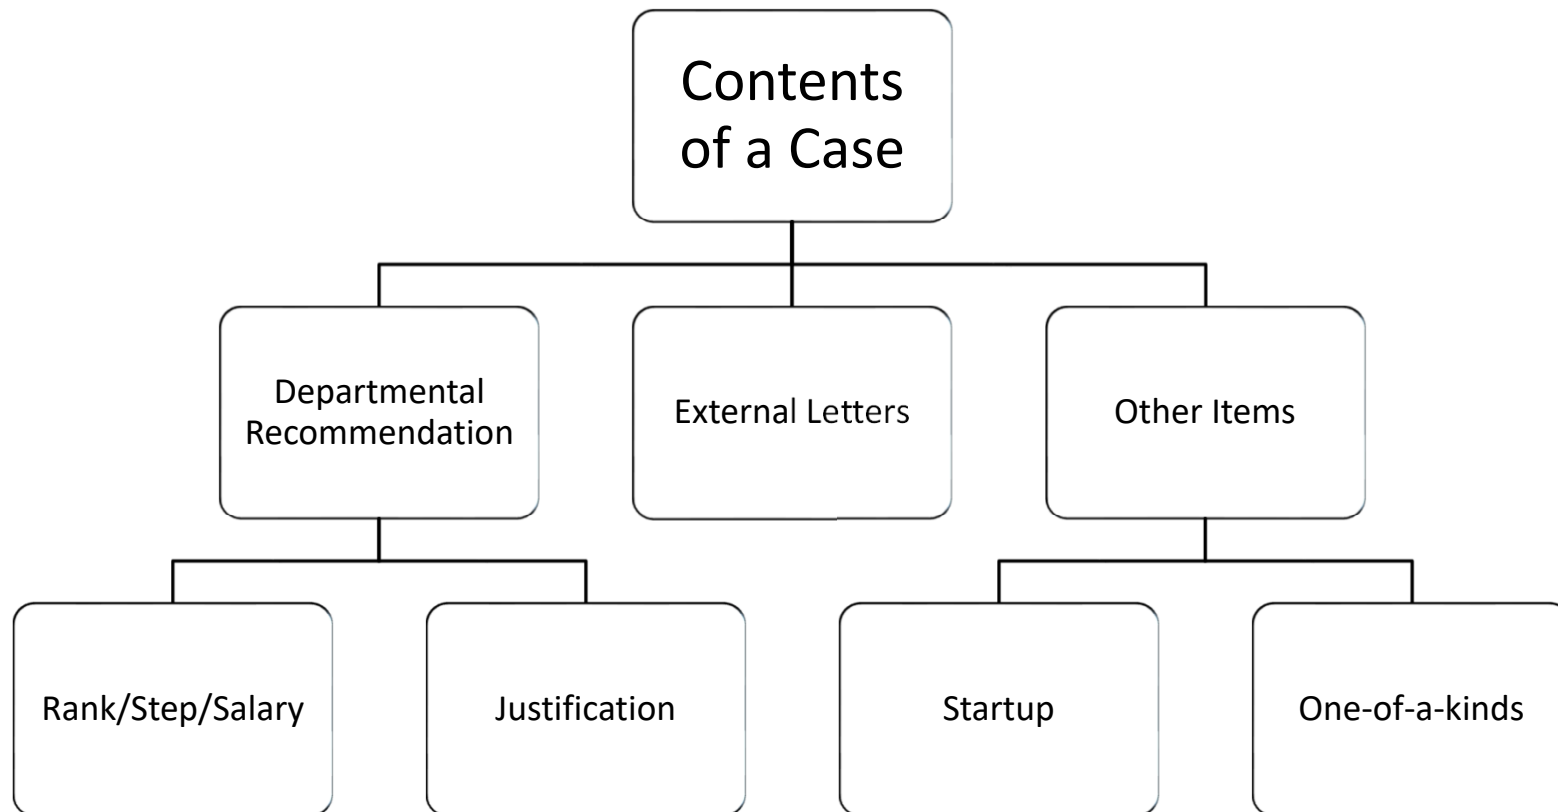 Contents
of a Case
Departmental
Recommendation
External Letters
Other Items
Rank/Step/Salary
Justification
Startup
One-of-a-kinds